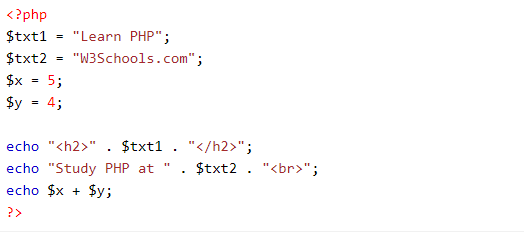 <?php
$txt1 = "Learn PHP";
$txt2 = "W3Schools.com";
$x = 5;
$y = 4;

echo "<h2>" . $txt1 . "</h2>";
echo "Study PHP at " . $txt2 . "<br>";
echo $x + $y;
?>